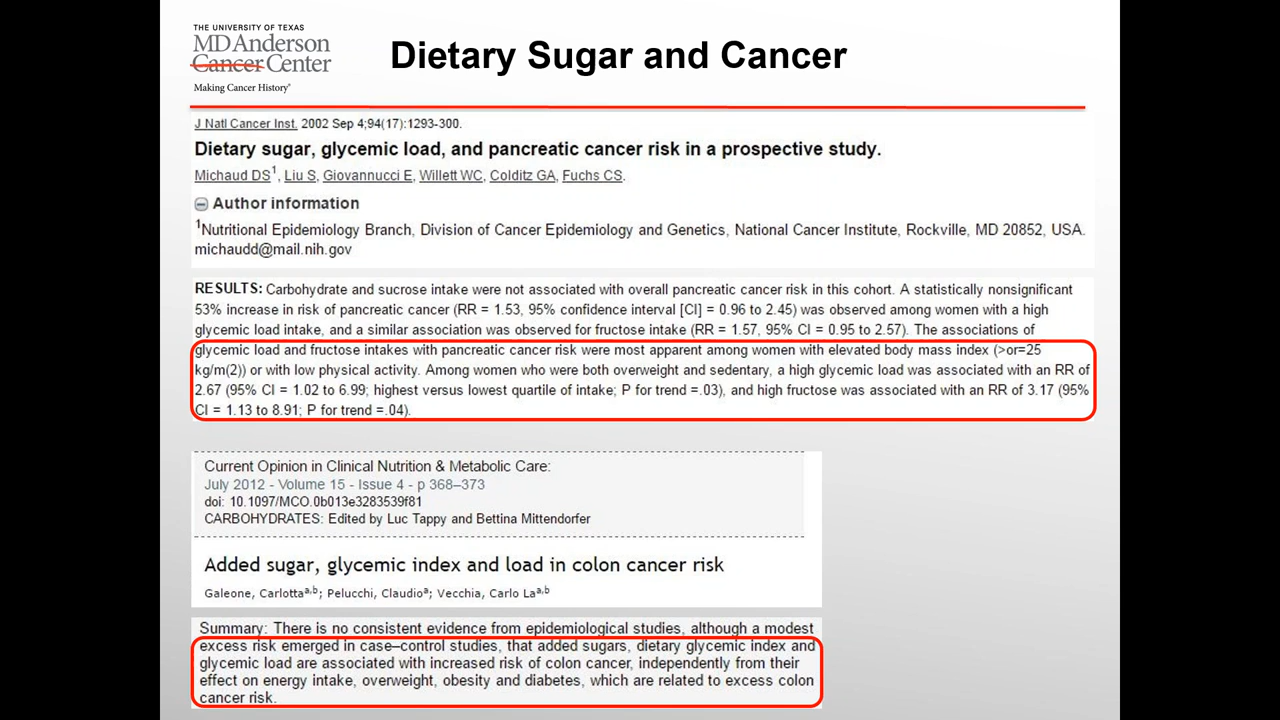 THE UNIVERSITY OF TEXAS
MD Anderson
Cancer Center
Making Cancer History®
Dietary Sugar and Cancer
J Natl Cancer Inst. 2002 Sep 4;94(17):1293-300.
Dietary sugar, glycemic load, and pancreatic cancer risk in a prospective study.
Michaud DS1, Liu S, Giovannucci E, Willett WC, Colditz GA, Fuchs CS.
Author information
1Nutritional Epidemiology Branch, Division of Cancer Epidemiology and Genetics, National Cancer Institute, Rockville, MD 20852, USA.
michaudd@mail.nih.gov
RESULTS: Carbohydrate and sucrose intake were not associated with overall pancreatic cancer risk in this cohort. A statistically nonsignificant
53% increase in risk of pancreatic cancer (RR = 1.53, 95% confidence interval [CI] = 0.96 to 2.45) was observed among women with a high
glycemic load intake, and a similar association was observed for fructose intake (RR = 1.57, 95% CI = 0.95 to 2.57). The associations of
glycemic load and fructose intakes with pancreatic cancer risk were most apparent among women with elevated body mass index (>or=25
kg/m(2)) or with low physical activity. Among women who were both overweight and sedentary, a high glycemic load was associated with an RR of
2.67 (95% CI = 1.02 to 6.99; highest versus lowest quartile of intake; P for trend =.03), and high fructose was associated with an RR of 3.17 (95%
CI = 1.13 to 8.91; P for trend =.04).
Current Opinion in Clinical Nutrition & Metabolic Care:
July 2012 - Volume 15 - Issue 4 - p 368–373
doi: 10.1097/MCO.0b013e3283539f81
CARBOHYDRATES: Edited by Luc Tappy and Bettina Mittendorfer
Added sugar, glycemic index and load in colon cancer risk
Galeone, Carlottaa,b; Pelucchi, Claudioa; Vecchia, Carlo Laa,b
Summary: There is no consistent evidence from epidemiological studies, although a modest
excess risk emerged in case–control studies, that added sugars, dietary glycemic index and
glycemic load are associated with increased risk of colon cancer, independently from their
effect on energy intake, overweight, obesity and diabetes, which are related to excess colon
cancer risk.